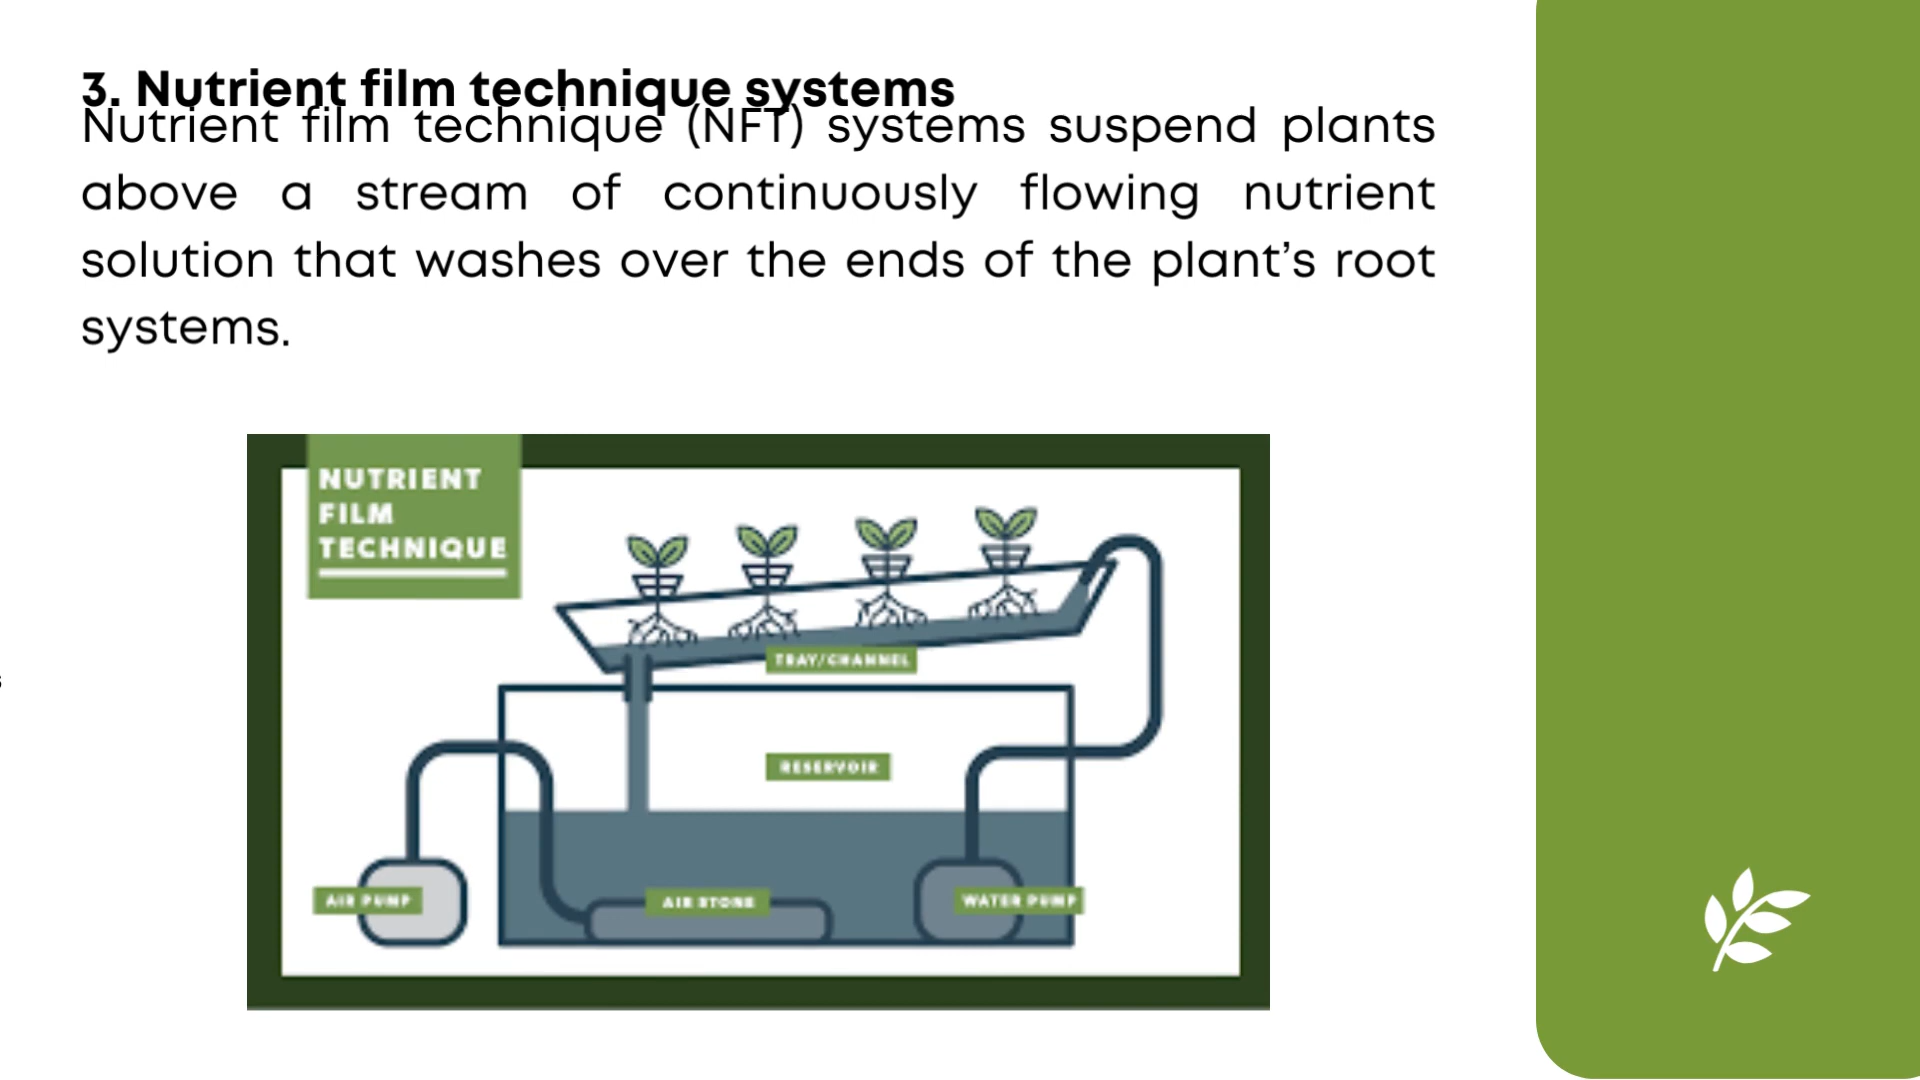 3. Nutrient film technique systems
Nutrient film technique (NFT) systems suspend plants
above a stream of continuously flowing nutrient
solution that washes over the ends of the plant’s root
systems.
NUTRIENT
FILM
TECHNIQUE
TRAY/CHANNEL
RESERVOIR
AIR PUMP
AIR STONE
WATER PUMP